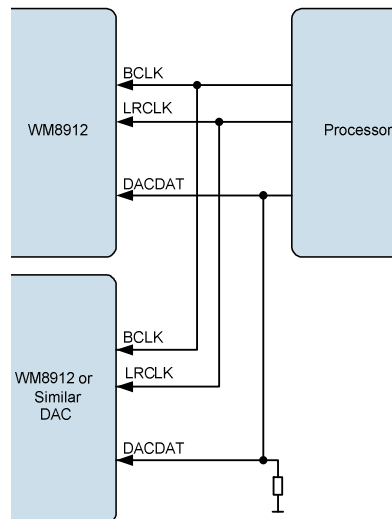 BCLK
LRCLK
WM8912
Processor
DACDAT
BCLK
WM8912 or
Similar
DAC
LRCLK
DACDAT